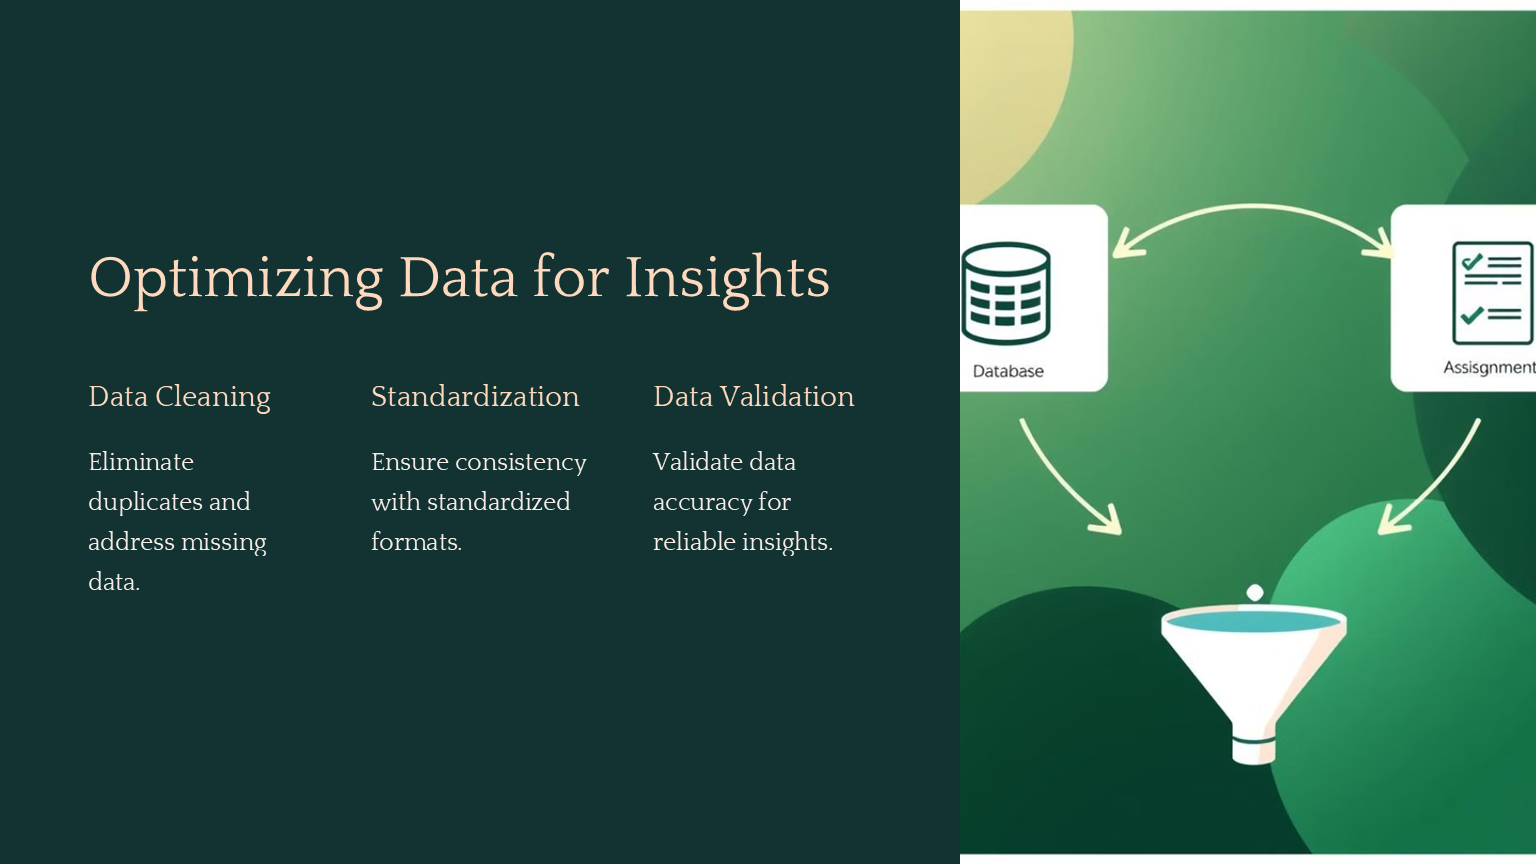 Optimizing Data for Insights
Data Cleaning
Eliminate
duplicates and
address missing
data.
Standardization
Ensure consistency
with standardized
formats.
Data Validation
Validate data
accuracy for
reliable insights.
Database
Assisgnment